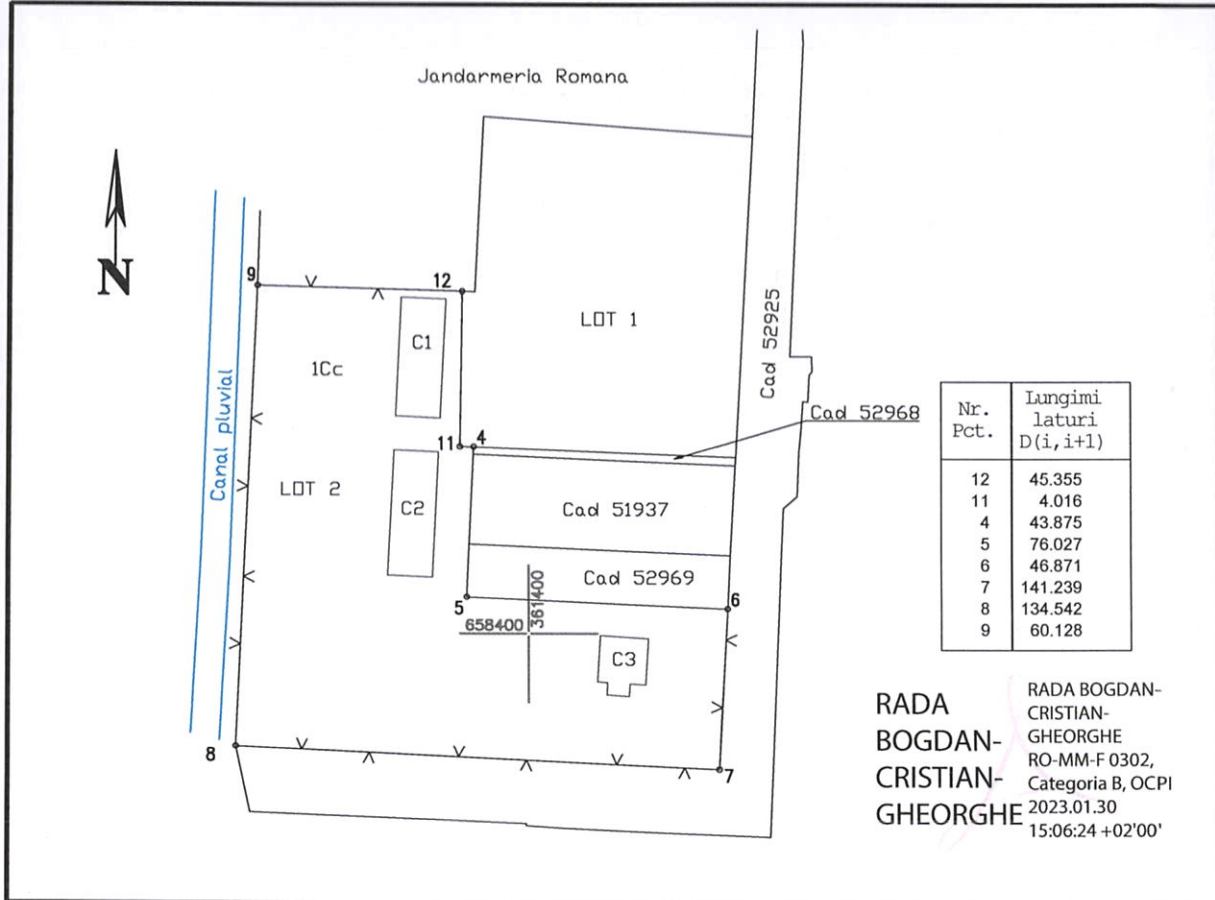 Jandarmeria Romana
N
9
12
LOT 1
C1
1Cc
Canal pluvial
Cad 52925
Cad 52968
11
4
LOT 2
C2
Cad 51937
Cad 52969
5
6
658400
361400
C3
8
7
Nr. Pct.
Lungimi laturi D(i,i+1)
12 45.355
11 4.016
4 43.875
5 76.027
6 46.871
7 141.239
8 134.542
9 60.128
RADA
BOGDAN-
CRISTIAN-
GHEORGHE
RADA BOGDAN-
CRISTIAN-
GHEORGHE
RO-MM-F 0302,
Categoria B, OCPI
2023.01.30
15:06:24 +02'00'